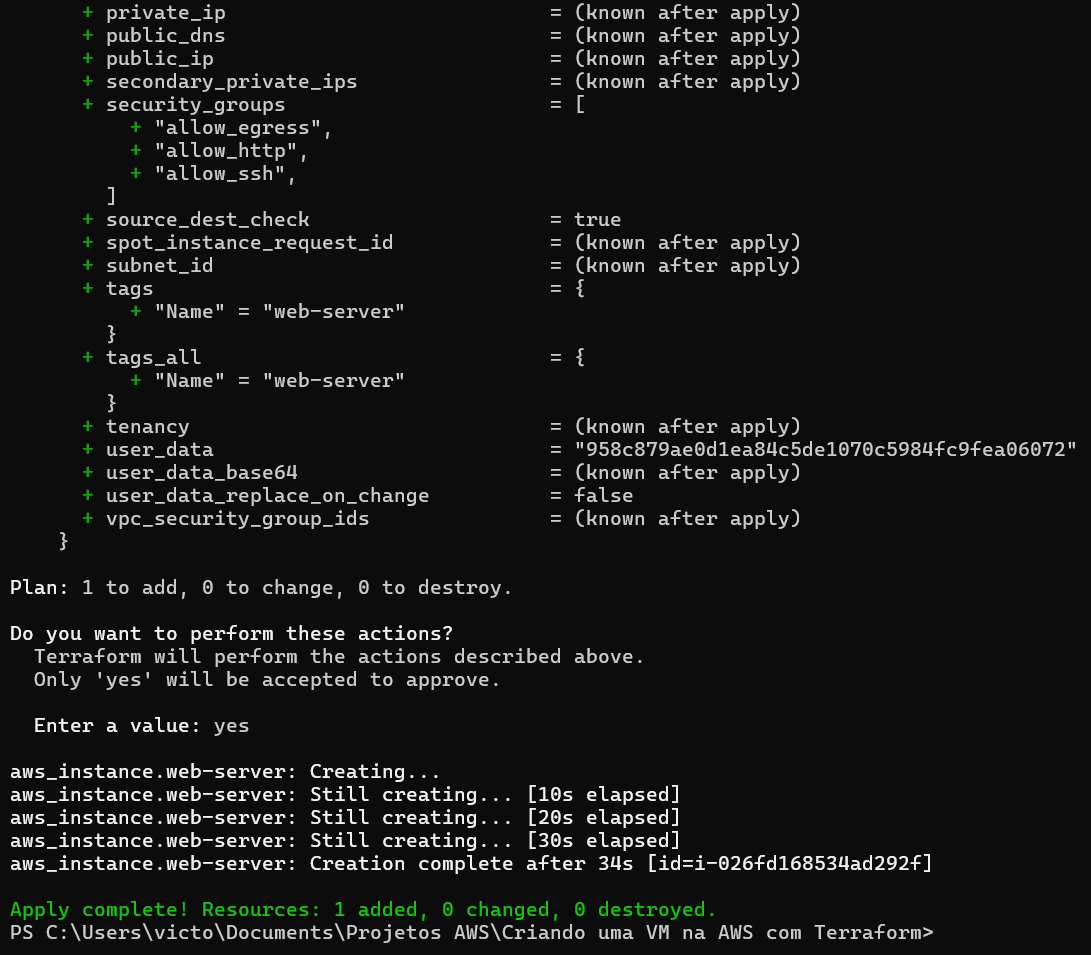 + private_ip = (known after apply)
+ public_dns = (known after apply)
+ public_ip = (known after apply)
+ secondary_private_ips = (known after apply)
+ security_groups = [
+ "allow_egress",
+ "allow_http",
+ "allow_ssh",
]
+ source_dest_check = true
+ spot_instance_request_id = (known after apply)
+ subnet_id = (known after apply)
+ tags = {
+ "Name" = "web-server"
}
+ tags_all = {
+ "Name" = "web-server"
}
+ tenancy = (known after apply)
+ user_data = "958c879ae0d1ea84c5de1070c5984fc9fea06072"
+ user_data_base64 = (known after apply)
+ user_data_replace_on_change = false
+ vpc_security_group_ids = (known after apply)
}
Plan: 1 to add, 0 to change, 0 to destroy.
Do you want to perform these actions?
Terraform will perform the actions described above.
Only 'yes' will be accepted to approve.
Enter a value: yes
aws_instance.web-server: Creating...
aws_instance.web-server: Still creating... [10s elapsed]
aws_instance.web-server: Still creating... [20s elapsed]
aws_instance.web-server: Still creating... [30s elapsed]
aws_instance.web-server: Creation complete after 34s [id=i-026fd168534ad292f]
Apply complete! Resources: 1 added, 0 changed, 0 destroyed.
PS C:\Users\victo\Documents\Projetos AWS\Criando uma VM na AWS com Terraform>